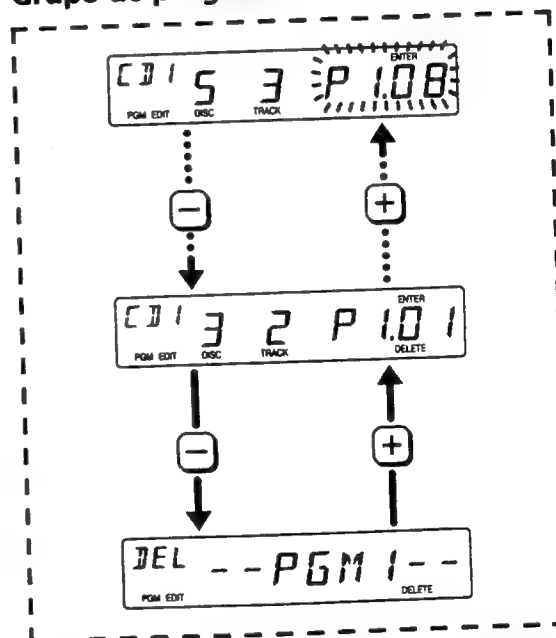 CD1 5 3 P 1.08
ENTER
PGM EDIT DISC TRACK
−
+
CD1 3 2 P 1.01
ENTER
PGM EDIT DISC TRACK DELETE
−
+
DEL --PGM 1--
PGM EDIT DELETE